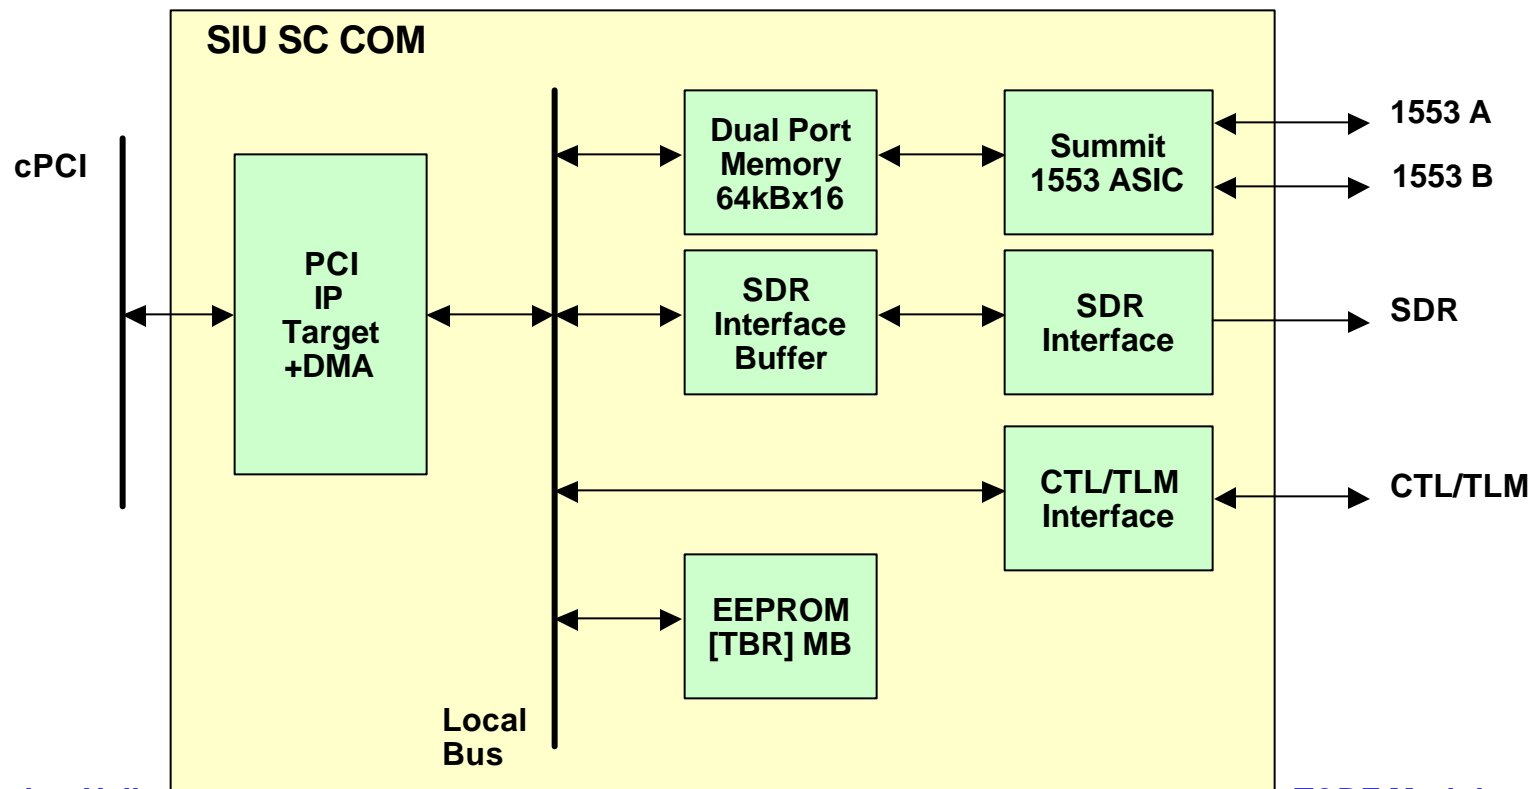 SIU SC COM
cPCI
PCI
IP
Target
+DMA
Local
Bus
Dual Port
Memory
64kBx16
Summit
1553 ASIC
1553 A
1553 B
SDR
Interface
Buffer
SDR
Interface
SDR
CTL/TLM
Interface
CTL/TLM
EEPROM
[TBR] MB